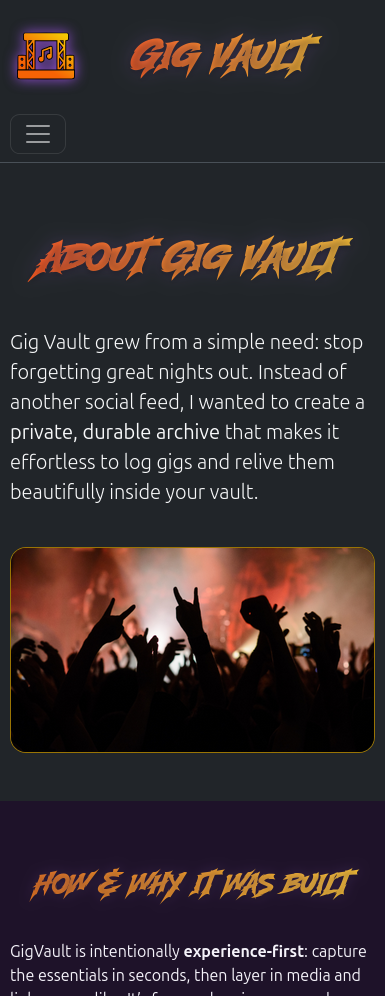 GIG VAULT
ABOUT GIG VAULT
Gig Vault grew from a simple need: stop
forgetting great nights out. Instead of
another social feed, I wanted to create a
private, durable archive that makes it
effortless to log gigs and relive them
beautifully inside your vault.
HOW & WHY IT WAS BUILT
GigVault is intentionally experience-first: capture
the essentials in seconds, then layer in media and